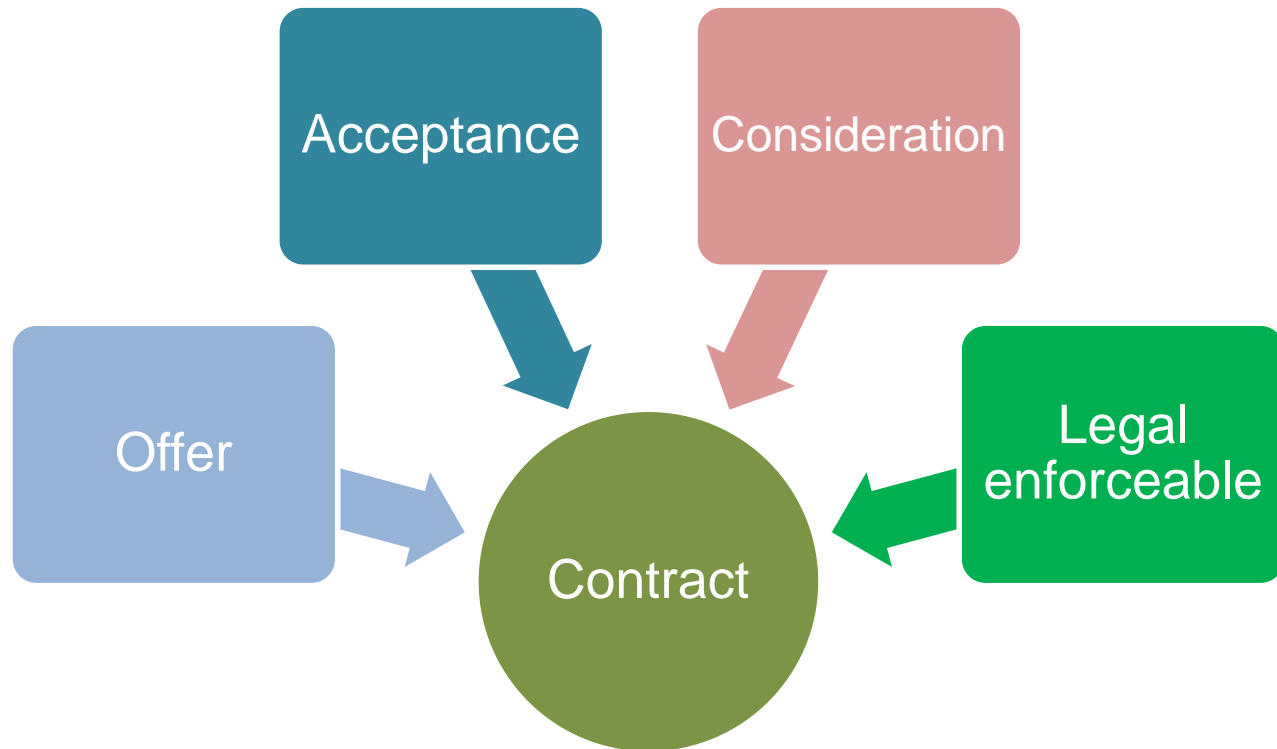 Acceptance
Consideration
Offer
Legal
enforceable
Contract